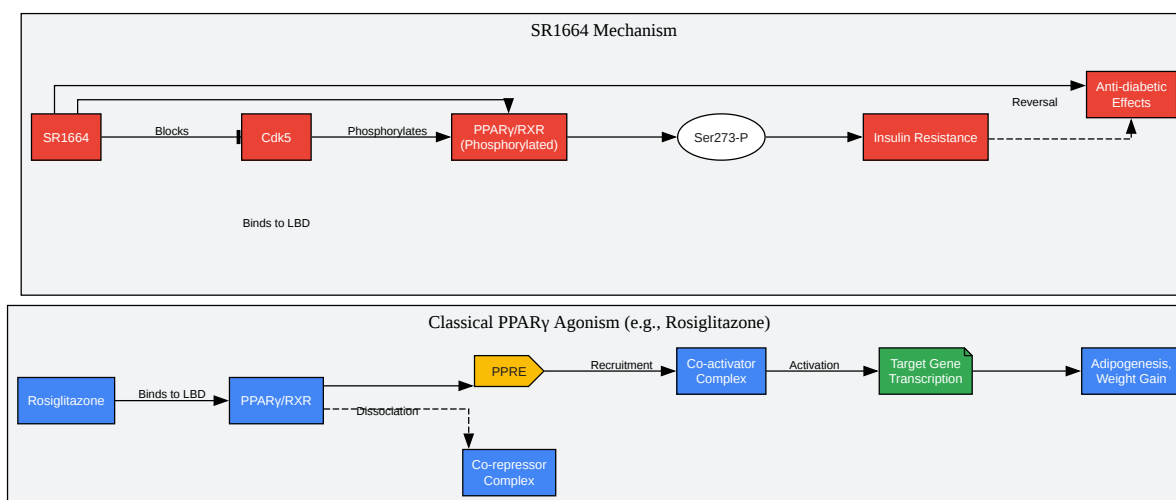 SR1664 Mechanism
Anti-diabetic
Effects
Reversal
SR1664
Blocks
Cdk5
Phosphorylates
PPARγ/RXR
(Phosphorylated)
Ser273-P
Insulin Resistance
Binds to LBD
Classical PPARγ Agonism (e.g., Rosiglitazone)
Rosiglitazone
Binds to LBD
PPARγ/RXR
Dissociation
Co-repressor
Complex
PPRE
Recruitment
Co-activator
Complex
Activation
Target Gene
Transcription
Adipogenesis,
Weight Gain